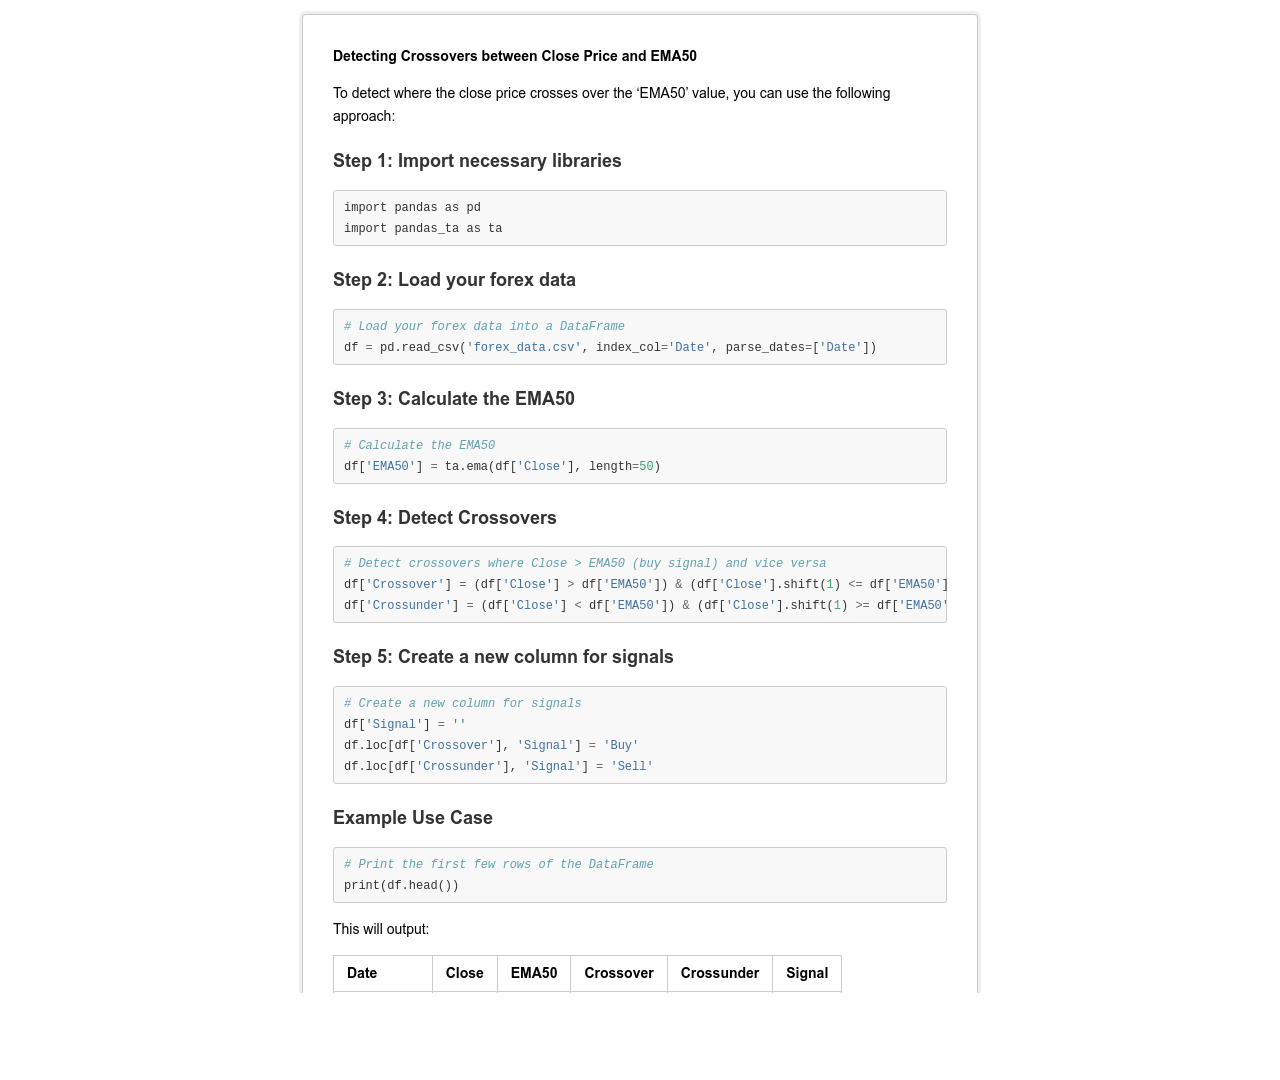 Detecting Crossovers between Close Price and EMA50
To detect where the close price crosses over the ‘EMA50’ value, you can use the following
approach:
Step 1: Import necessary libraries
import pandas as pd
import pandas_ta as ta
Step 2: Load your forex data
# Load your forex data into a DataFrame
df = pd.read_csv('forex_data.csv', index_col='Date', parse_dates=['Date'])
Step 3: Calculate the EMA50
# Calculate the EMA50
df['EMA50'] = ta.ema(df['Close'], length=50)
Step 4: Detect Crossovers
# Detect crossovers where Close > EMA50 (buy signal) and vice versa
df['Crossover'] = (df['Close'] > df['EMA50']) & (df['Close'].shift(1) <= df['EMA50']
df['Crossunder'] = (df['Close'] < df['EMA50']) & (df['Close'].shift(1) >= df['EMA50'
Step 5: Create a new column for signals
# Create a new column for signals
df['Signal'] = ''
df.loc[df['Crossover'], 'Signal'] = 'Buy'
df.loc[df['Crossunder'], 'Signal'] = 'Sell'
Example Use Case
# Print the first few rows of the DataFrame
print(df.head())
This will output:
Date Close EMA50 Crossover Crossunder Signal